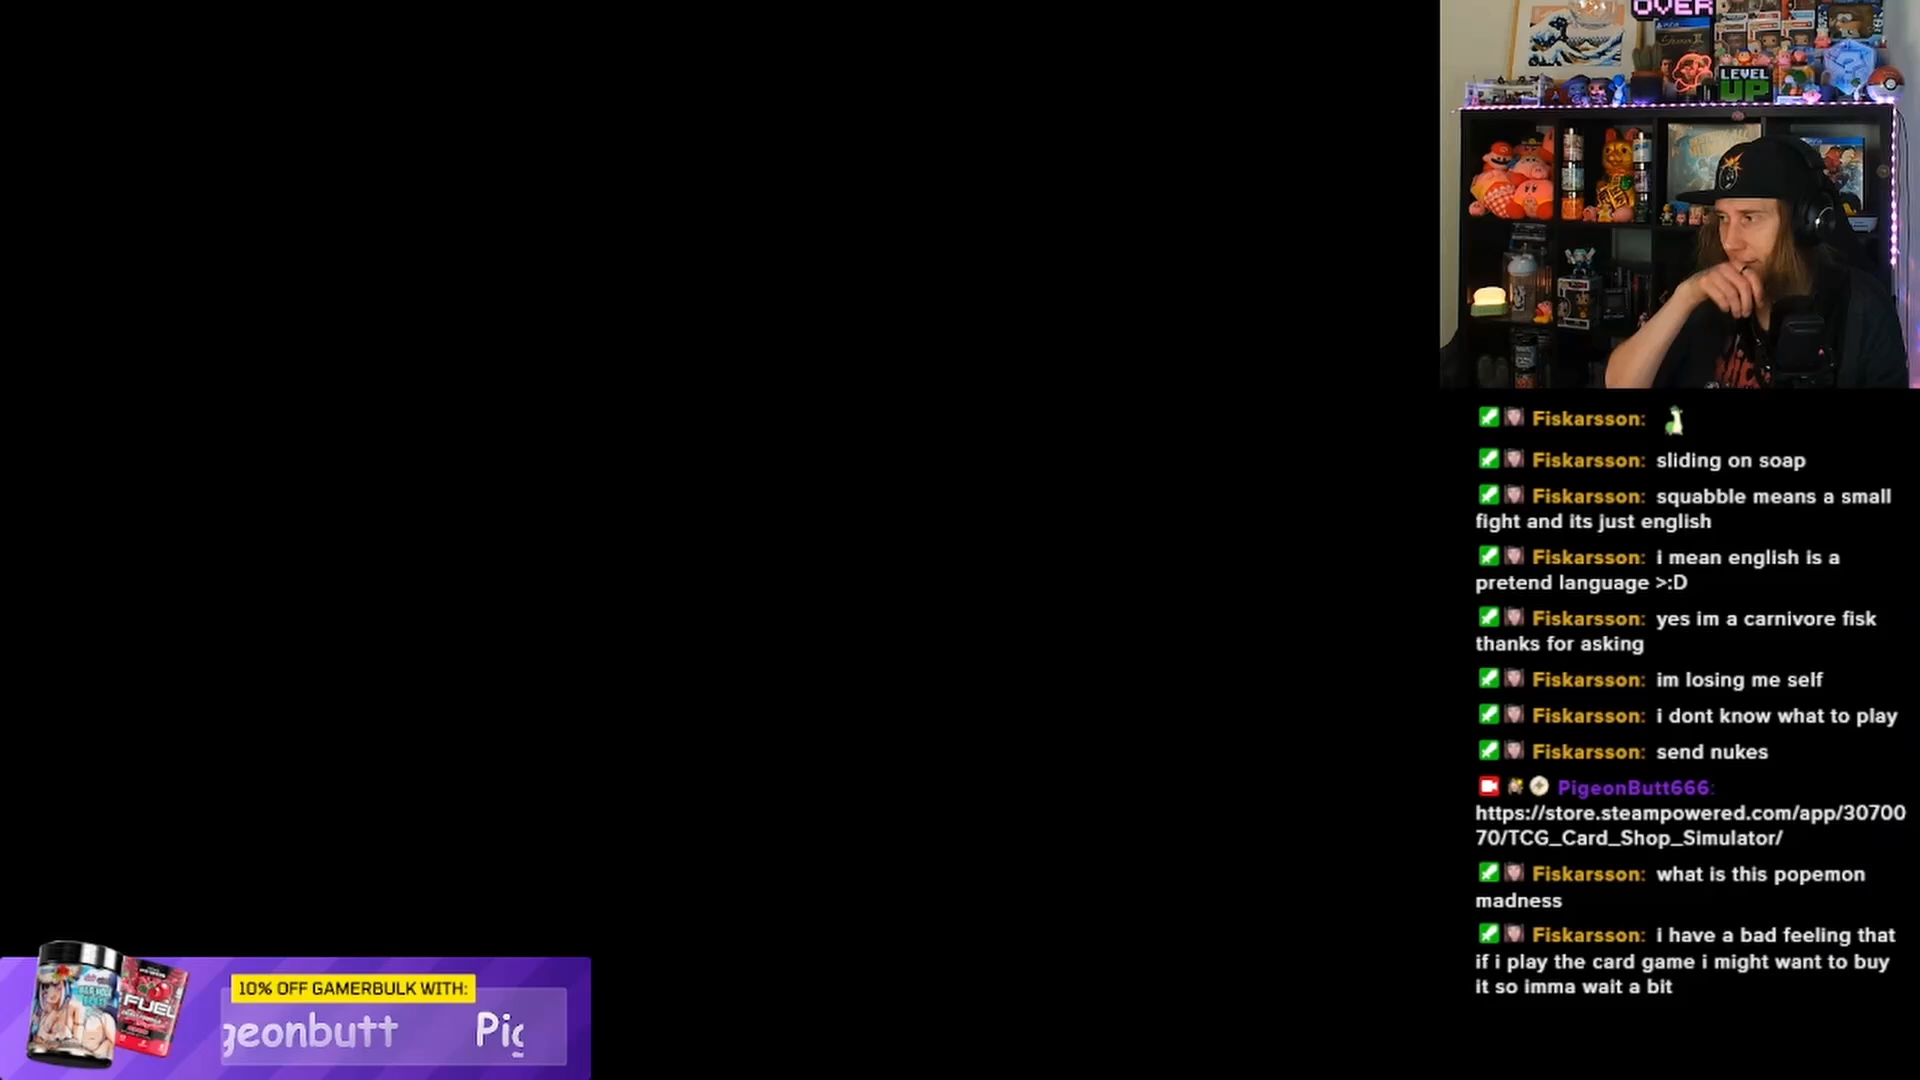 OVER
LEVEL
UP
Fiskarsson:
Fiskarsson: sliding on soap
Fiskarsson: squabble means a small
fight and its just english
Fiskarsson: i mean english is a
pretend language >:D
Fiskarsson: yes im a carnivore fisk
thanks for asking
Fiskarsson: im losing me self
Fiskarsson: i dont know what to play
Fiskarsson: send nukes
PigeonButt666:
https://store.steampowered.com/app/30700
70/TCG_Card_Shop_Simulator/
Fiskarsson: what is this popemon
madness
Fiskarsson: i have a bad feeling that
if i play the card game i might want to buy
it so imma wait a bit
FUEL
10% OFF GAMERBULK WITH:
geonbutt Pig